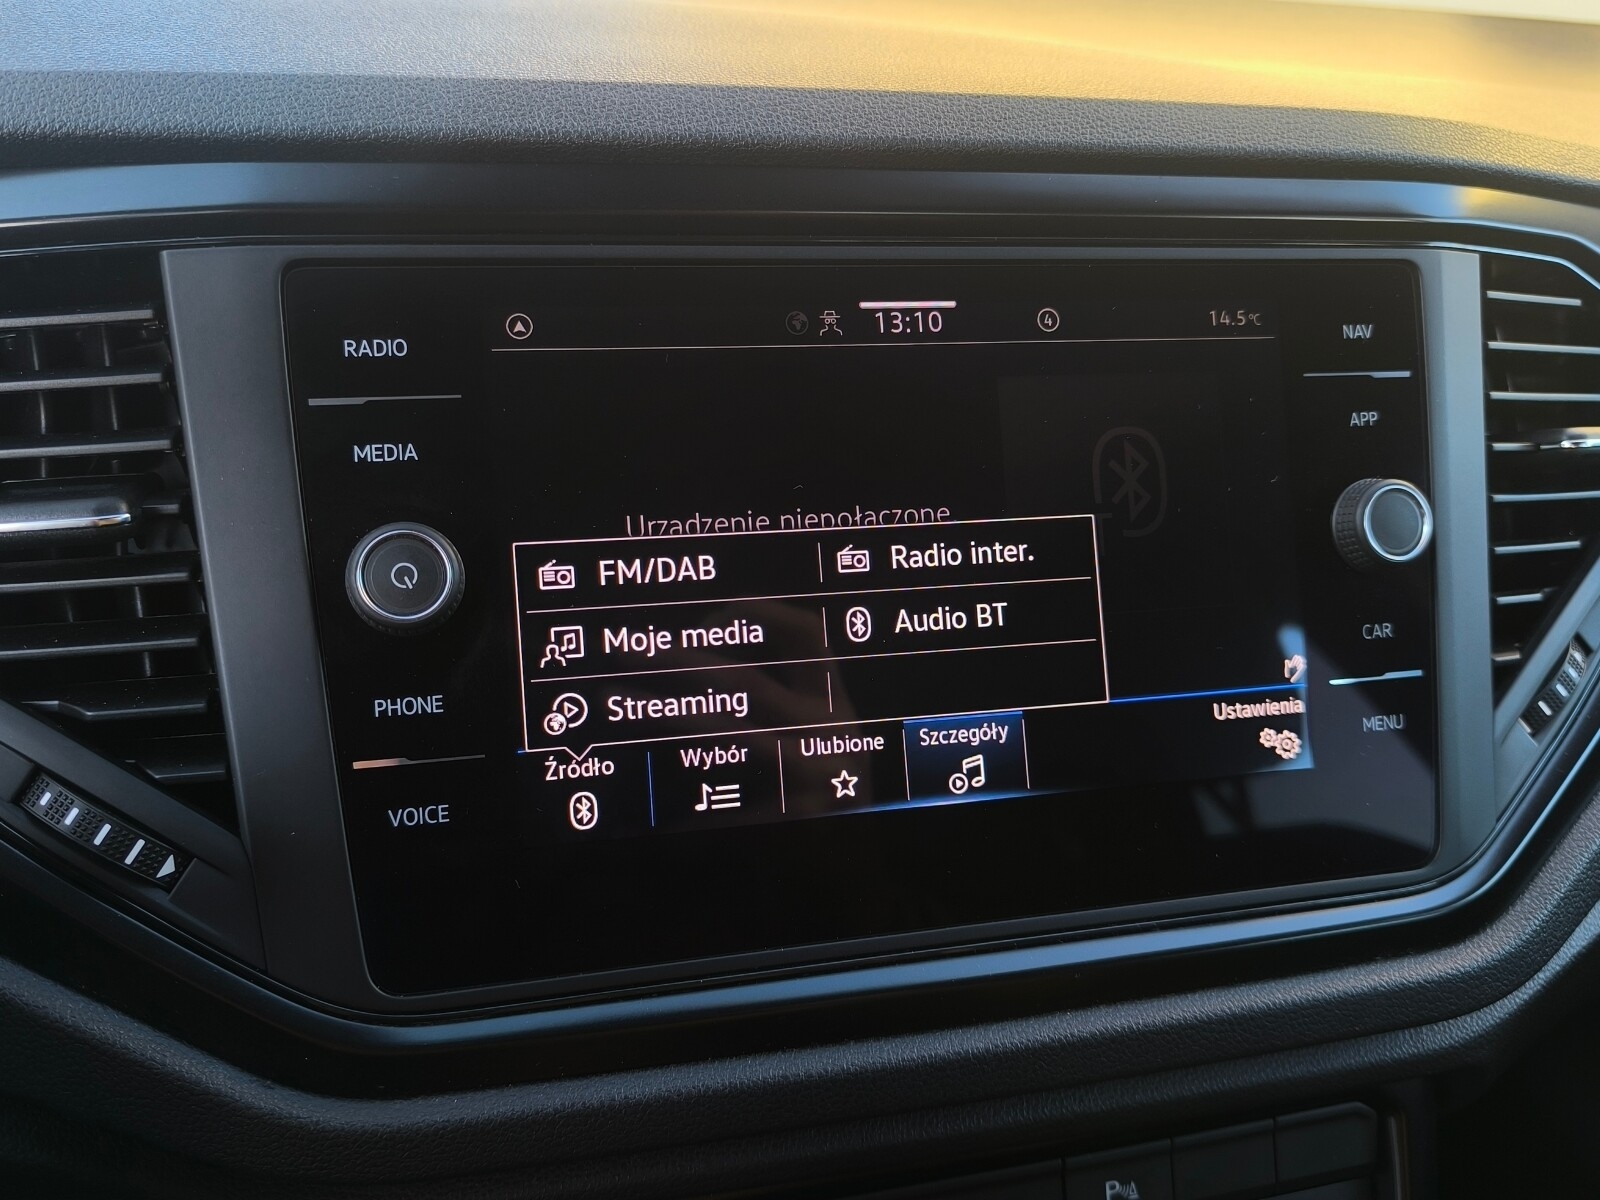 RADIO
MEDIA
PHONE
VOICE
13:10
4
14.5°C
Urządzenie niepołączone.
FM/DAB
Radio inter.
Moje media
Audio BT
Streaming
Źródło
Wybór
Ulubione
Szczegóły
Ustawienia
NAV
APP
CAR
MENU
P